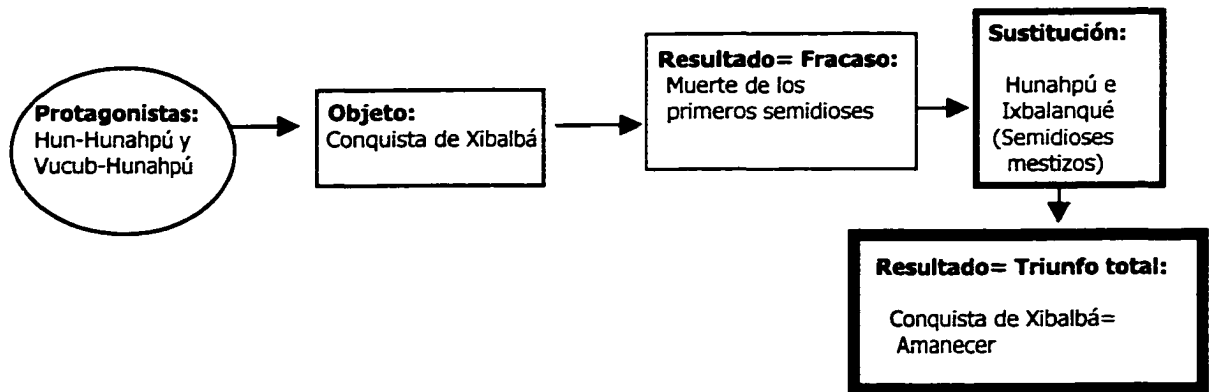 Protagonistas:
Hun-Hunahpú y
Vucub-Hunahpú
Objeto:
Conquista de Xibalbá
Resultado= Fracaso:
Muerte de los
primeros semidioses
Sustitución:
Hunahpú e
Ixbalanqué
(Semidioses
mestizos)
Resultado= Triunfo total:
Conquista de Xibalbá=
Amanecer